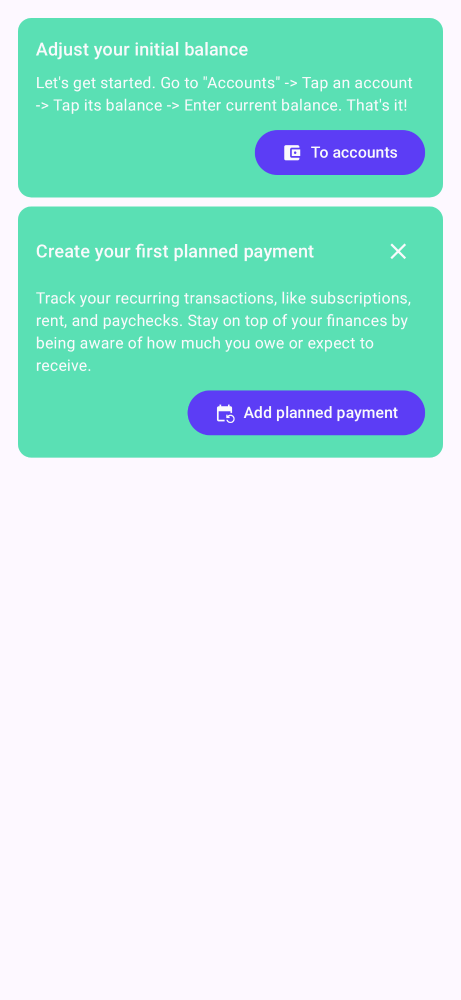 Adjust your initial balance
Let's get started. Go to "Accounts" -> Tap an account
-> Tap its balance -> Enter current balance. That's it!
To accounts
Create your first planned payment
Track your recurring transactions, like subscriptions,
rent, and paychecks. Stay on top of your finances by
being aware of how much you owe or expect to
receive.
Add planned payment